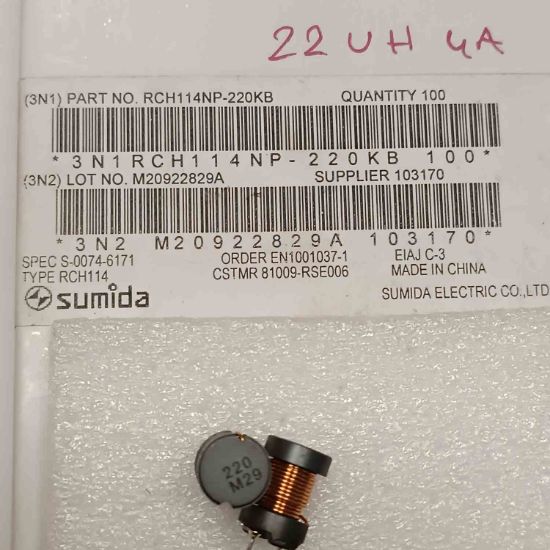 22 UH 4A
(3N1) PART NO. RCH114NP-220KB QUANTITY 100
*3N1RCH114NP-220KB 100*
(3N2) LOT NO. M20922829A SUPPLIER 103170
*3N2 M20922829A 103170*
SPEC S-0074-6171 ORDER EN1001037-1 EIAJ C-3
TYPE RCH114 CSTMR 81009-RSE006 MADE IN CHINA
sumida SUMIDA ELECTRIC CO.,LTD
220
M29